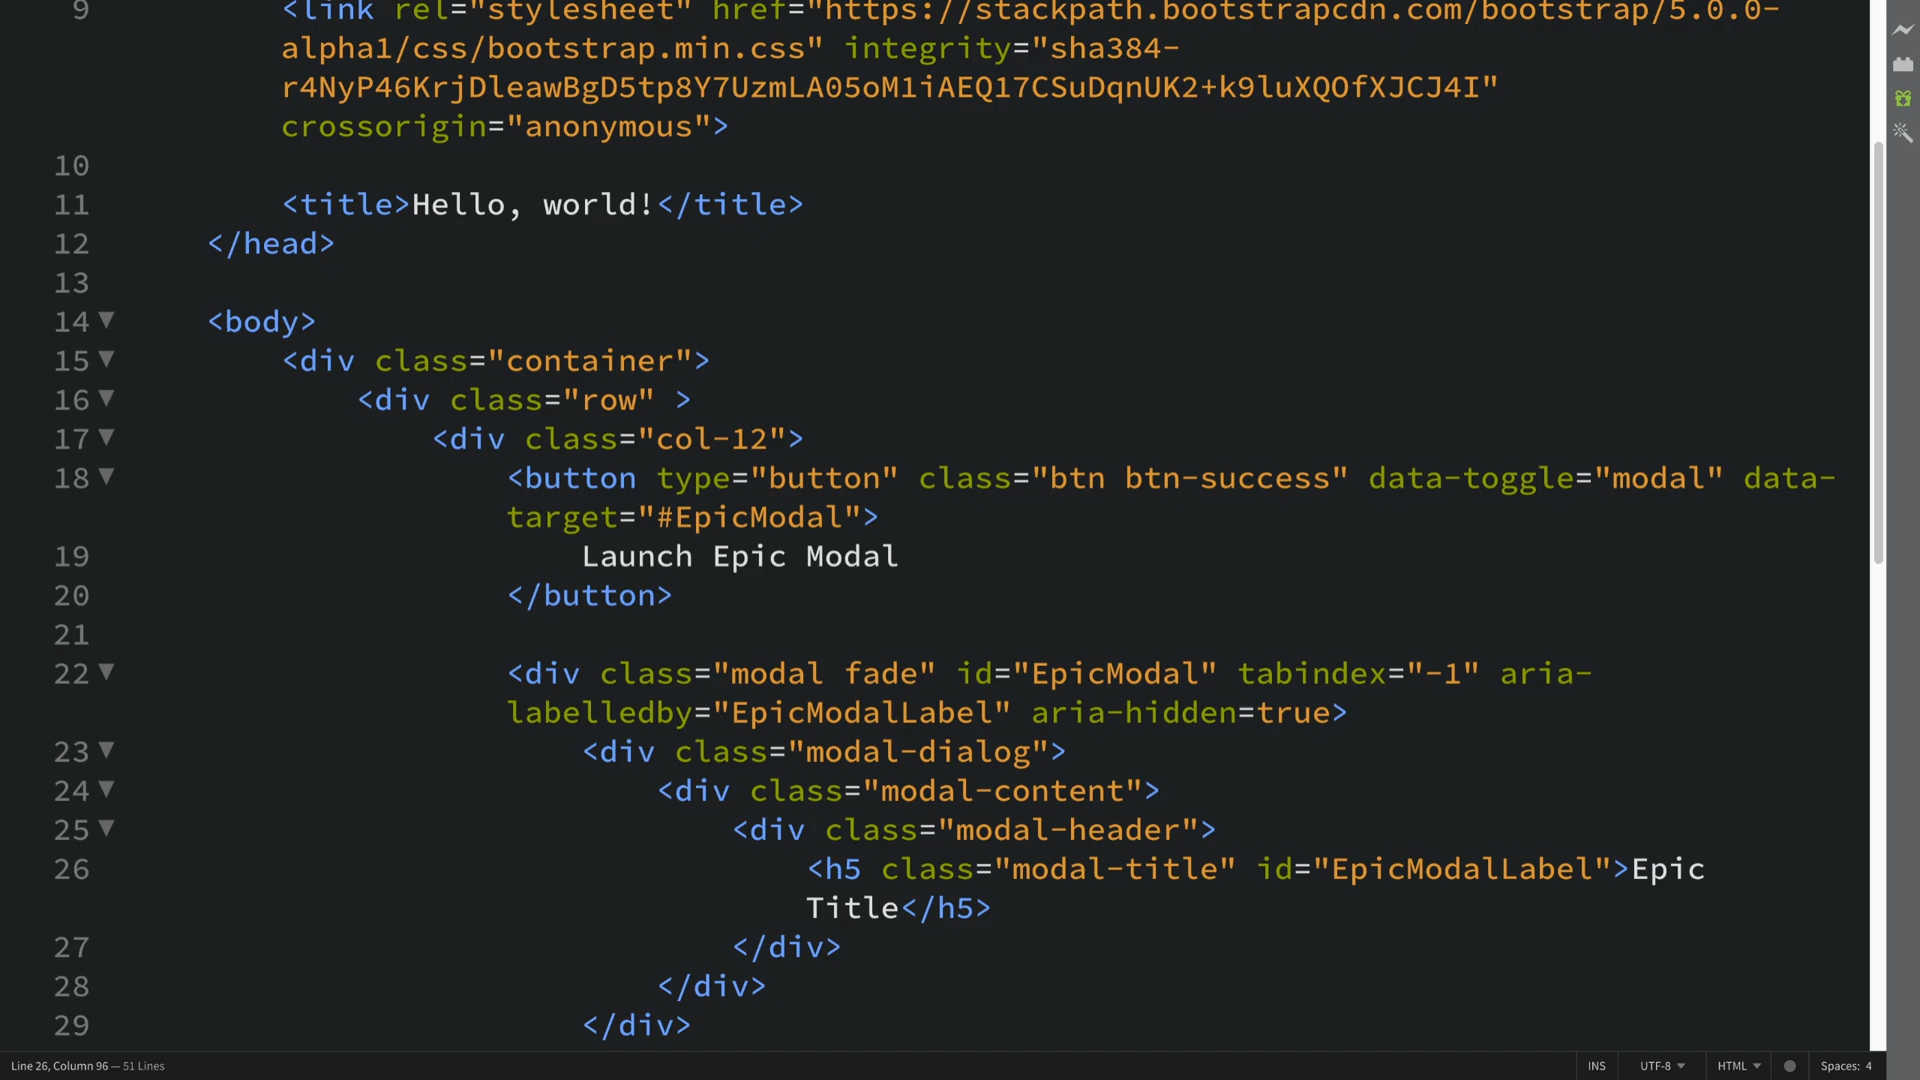 9 <link rel="stylesheet" href="https://stackpath.bootstrapcdn.com/bootstrap/5.0.0-
alpha1/css/bootstrap.min.css" integrity="sha384-
r4NyP46KrjDleawBgD5tp8Y7UzmLA05oM1iAEQ17CSuDqnUK2+k9luXQOfXJCJ4I"
crossorigin="anonymous">
10
11 <title>Hello, world!</title>
12 </head>
13
14 <body>
15 <div class="container">
16 <div class="row" >
17 <div class="col-12">
18 <button type="button" class="btn btn-success" data-toggle="modal" data-
target="#EpicModal">
19 Launch Epic Modal
20 </button>
21
22 <div class="modal fade" id="EpicModal" tabindex="-1" aria-
labelledby="EpicModalLabel" aria-hidden=true>
23 <div class="modal-dialog">
24 <div class="modal-content">
25 <div class="modal-header">
26 <h5 class="modal-title" id="EpicModalLabel">Epic
Title</h5>
27 </div>
28 </div>
29 </div>
Line 26, Column 96 — 51 Lines INS UTF-8 HTML Spaces: 4